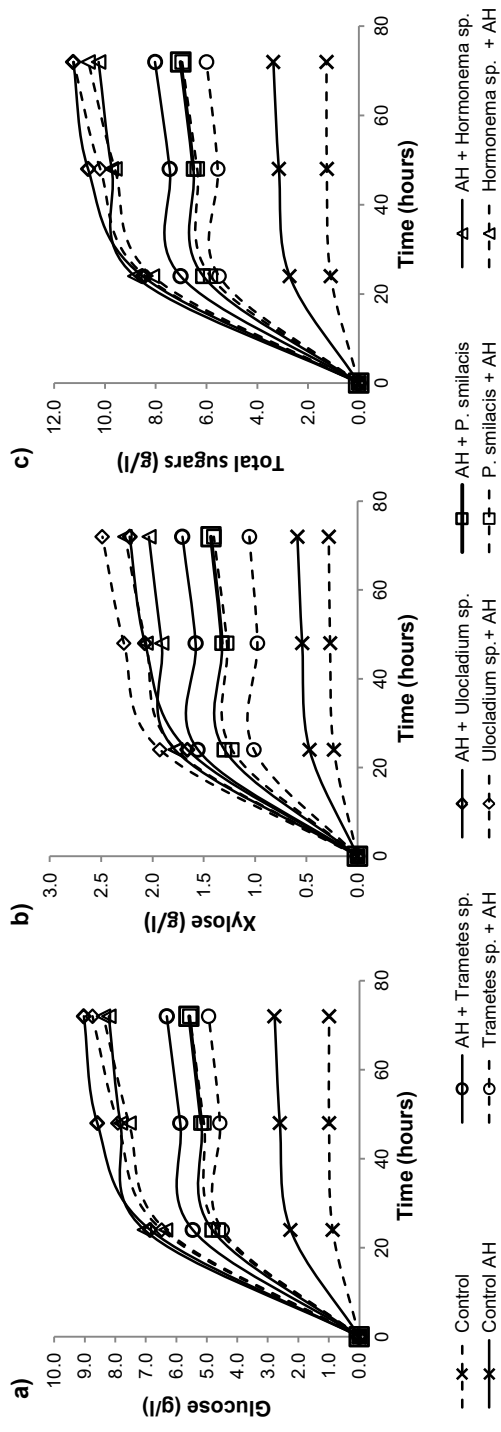 a)
10.0
9.0
8.0
7.0
6.0
5.0
4.0
3.0
2.0
1.0
0.0
Glucose (g/l)
0 20 40 60 80
Time (hours)
b)
3.0
2.5
2.0
1.5
1.0
0.5
0.0
Xylose (g/l)
0 20 40 60 80
Time (hours)
c)
12.0
10.0
8.0
6.0
4.0
2.0
0.0
Total sugars (g/l)
0 20 40 60 80
Time (hours)
Control AH + Trametes sp. AH + Ulocladium sp. AH + P. smilacis AH + Hormonema sp.
Control AH Trametes sp. + AH Ulocladium sp.+ AH P. smilacis + AH Hormonema sp. + AH